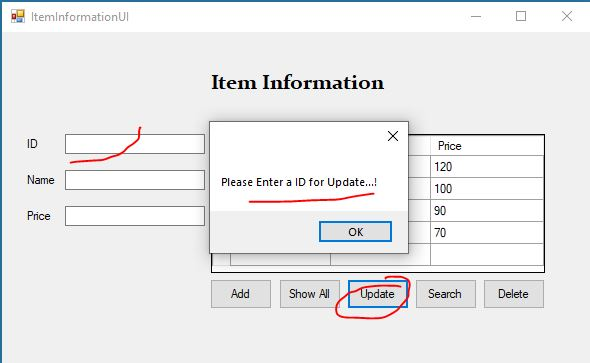 ItemInformationUI
Item Information
ID
Name
Price
Please Enter a ID for Update...!
OK
Price
120
100
90
70
Add Show All Update Search Delete